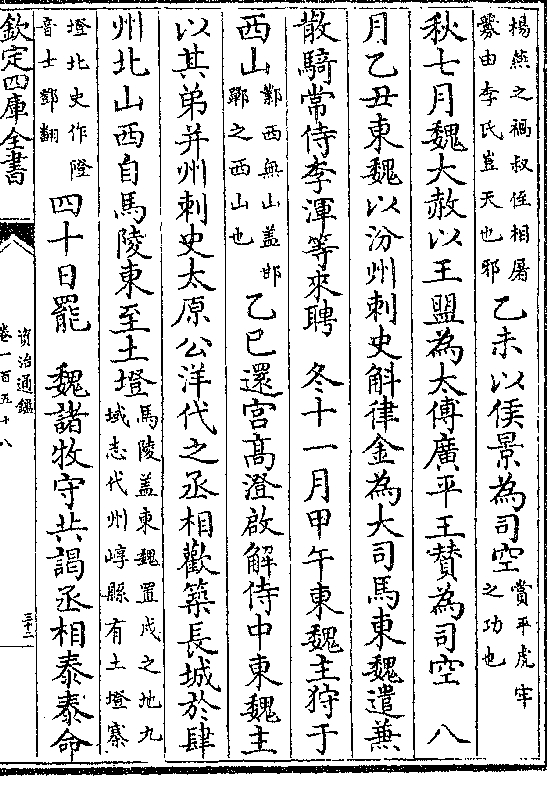 楊燕之禍叔侄相屠
釁由李氏豈天也邪
乙未以侯景為司空
賞平虎牢
之功也
秋七月魏大赦以王盟為太傅廣平王賛為司空　八
月乙丑東魏以汾州刺史斛律金為大司馬東魏遣兼
散騎常侍李渾等來聘　冬十一月甲午東魏主狩于
西山
鄴西無山盖邯
鄲之西山也
乙巳還宫髙澄啟解侍中東魏主
以其弟并州刺史太原公洋代之丞相歡築長城於肆
州北山西自馬陵東至土墱
馬陵盖東魏置戍之地九
域志代州崞縣有土墱寨
墱北史作隥
音士鄧翻
四十日罷　魏諸牧守共謁丞相泰泰命
欽定四庫全書
資治通鑑
卷一百五十八
三十二